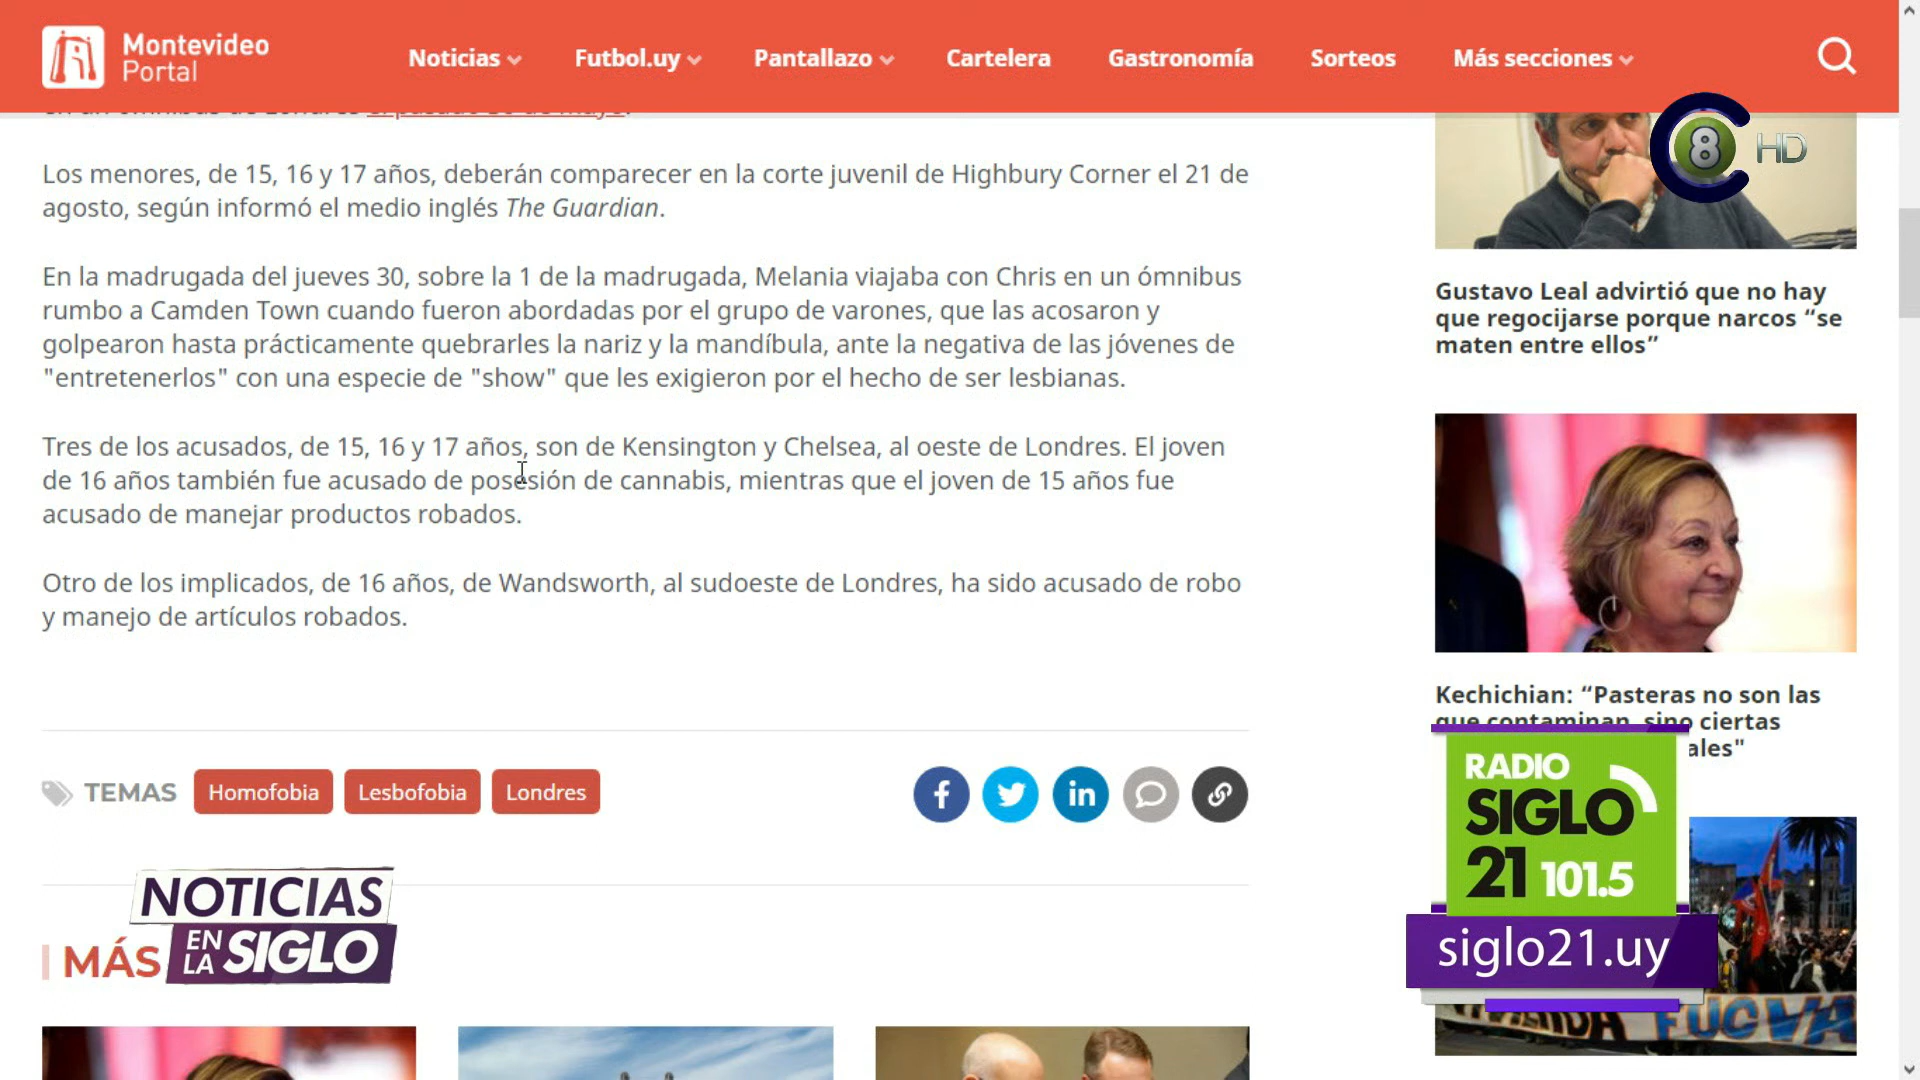 Montevideo
Portal
Noticias
Futbol.uy
Pantallazo
Cartelera
Gastronomía
Sorteos
Más secciones
8 HD
Los menores, de 15, 16 y 17 años, deberán comparecer en la corte juvenil de Highbury Corner el 21 de
agosto, según informó el medio inglés The Guardian.
En la madrugada del jueves 30, sobre la 1 de la madrugada, Melania viajaba con Chris en un ómnibus
rumbo a Camden Town cuando fueron abordadas por el grupo de varones, que las acosaron y
golpearon hasta prácticamente quebrarles la nariz y la mandíbula, ante la negativa de las jóvenes de
"entretenerlos" con una especie de "show" que les exigieron por el hecho de ser lesbianas.
Tres de los acusados, de 15, 16 y 17 años, son de Kensington y Chelsea, al oeste de Londres. El joven
de 16 años también fue acusado de posesión de cannabis, mientras que el joven de 15 años fue
acusado de manejar productos robados.
Otro de los implicados, de 16 años, de Wandsworth, al sudoeste de Londres, ha sido acusado de robo
y manejo de artículos robados.
TEMAS
Homofobia
Lesbofobia
Londres
NOTICIAS
EN LA SIGLO
MÁS
Gustavo Leal advirtió que no hay
que regocijarse porque narcos “se
maten entre ellos”
Kechichian: “Pasteras no son las
que contaminan, sino ciertas
ales"
RADIO
SIGLO
21 101.5
siglo21.uy
FUCVA